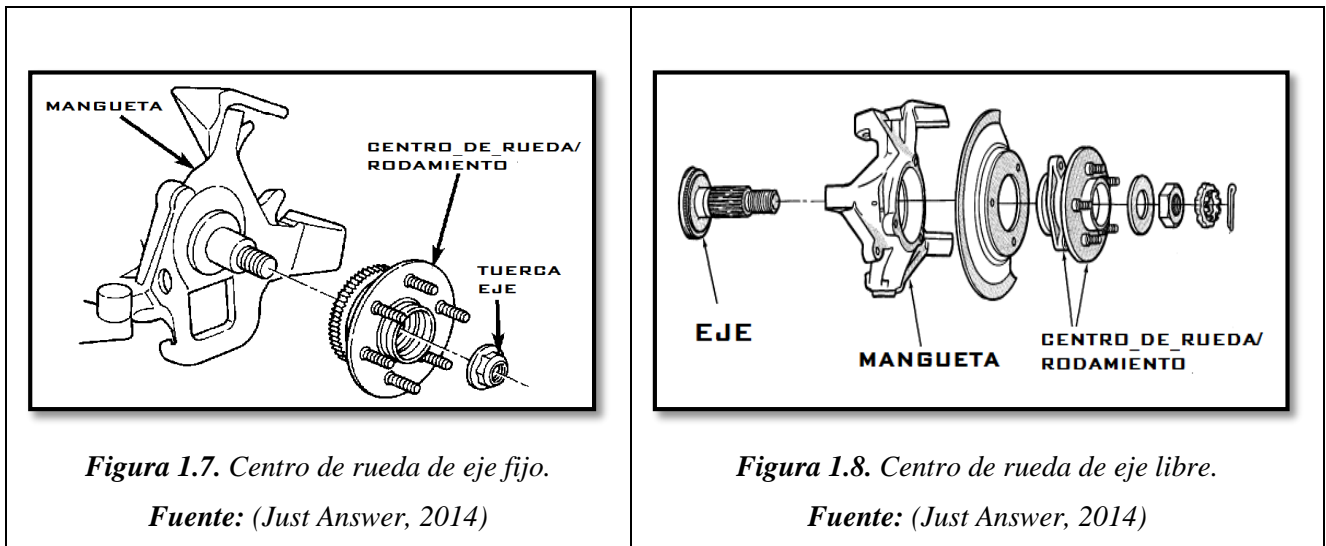 MANGUETA
CENTRO_DE_RUEDA/
RODAMIENTO
TUERCA
EJE
Figura 1.7. Centro de rueda de eje fijo.
Fuente: (Just Answer, 2014)
EJE
MANGUETA
CENTRO_DE_RUEDA/
RODAMIENTO
Figura 1.8. Centro de rueda de eje libre.
Fuente: (Just Answer, 2014)